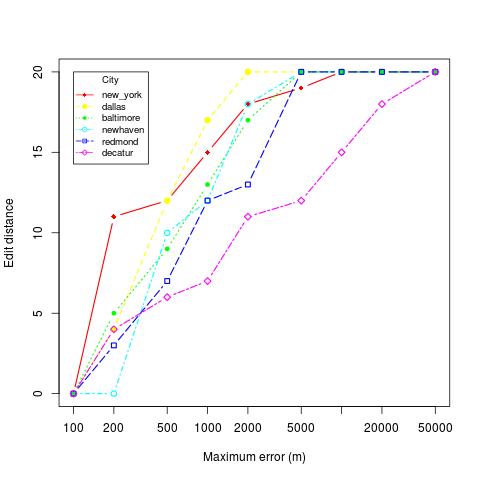 20
15
10
5
0
Edit distance
City
new_york
dallas
baltimore
newhaven
redmond
decatur
100 200 500 1000 2000 5000 20000 50000
Maximum error (m)